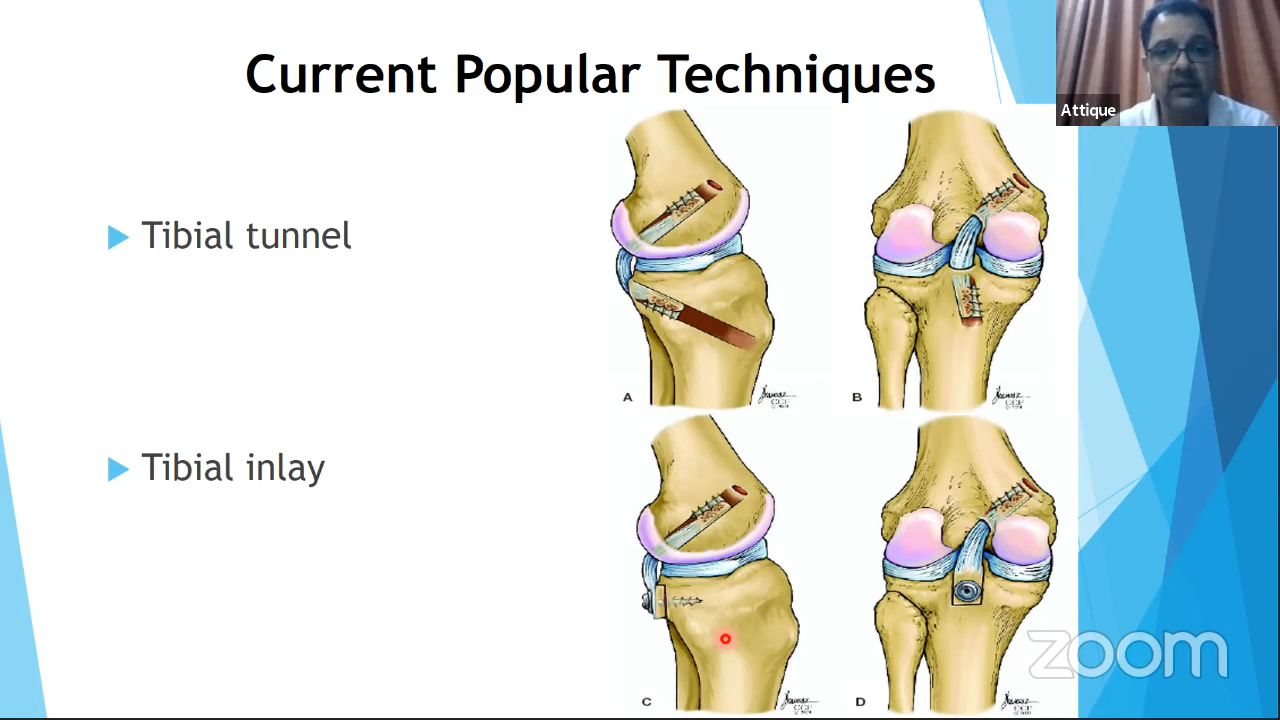 Current Popular Techniques
Attique
Tibial tunnel
A
B
Tibial inlay
C
D
zoom